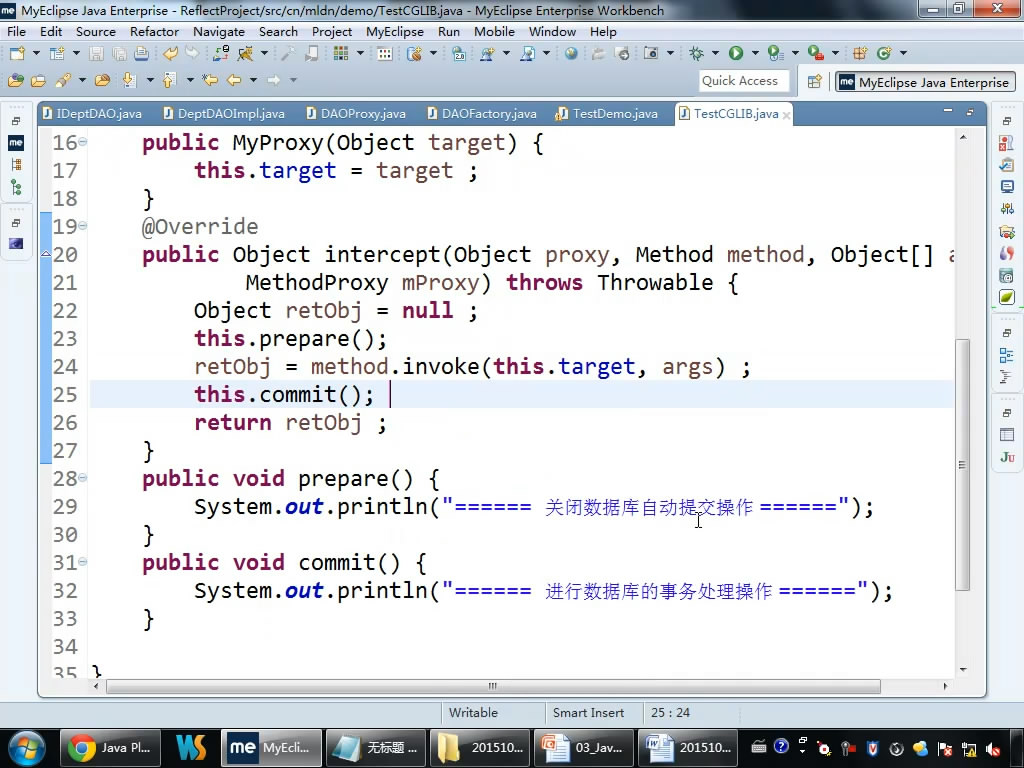 MyEclipse Java Enterprise - ReflectProject/src/cn/mldn/demo/TestCGLIB.java - MyEclipse Enterprise Workbench
File Edit Source Refactor Navigate Search Project MyEclipse Run Mobile Window Help
Quick Access
MyEclipse Java Enterprise
IDeptDAO.java DeptDAOImpl.java DAOProxy.java DAOFactory.java TestDemo.java TestCGLIB.java
16 public MyProxy(Object target) {
17 this.target = target ;
18 }
19 @Override
20 public Object intercept(Object proxy, Method method, Object[] a
21 MethodProxy mProxy) throws Throwable {
22 Object retObj = null ;
23 this.prepare();
24 retObj = method.invoke(this.target, args) ;
25 this.commit();
26 return retObj ;
27 }
28 public void prepare() {
29 System.out.println("====== 关闭数据库自动提交操作 ======");
30 }
31 public void commit() {
32 System.out.println("====== 进行数据库的事务处理操作 ======");
33 }
34
35 }
Writable Smart Insert 25 : 24
Java Pl... MyEcli... 无标题 ... 201510... 03_Jav... 201510...